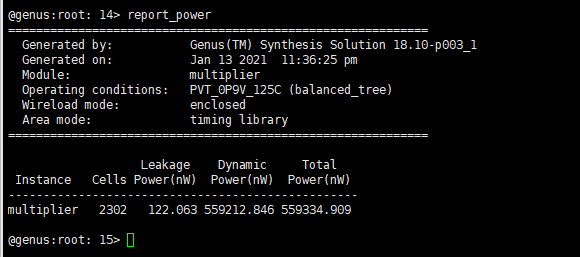 @genus:root: 14> report_power
============================================================
  Generated by:           Genus(TM) Synthesis Solution 18.10-p003_1
  Generated on:           Jan 13 2021  11:36:25 pm
  Module:                 multiplier
  Operating conditions:   PVT_0P9V_125C (balanced_tree)
  Wireload mode:          enclosed
  Area mode:              timing library
============================================================
                   Leakage    Dynamic      Total
 Instance   Cells Power(nW)  Power(nW)   Power(nW)
--------------------------------------------------
multiplier   2302   122.063 559212.846 559334.909
@genus:root: 15>